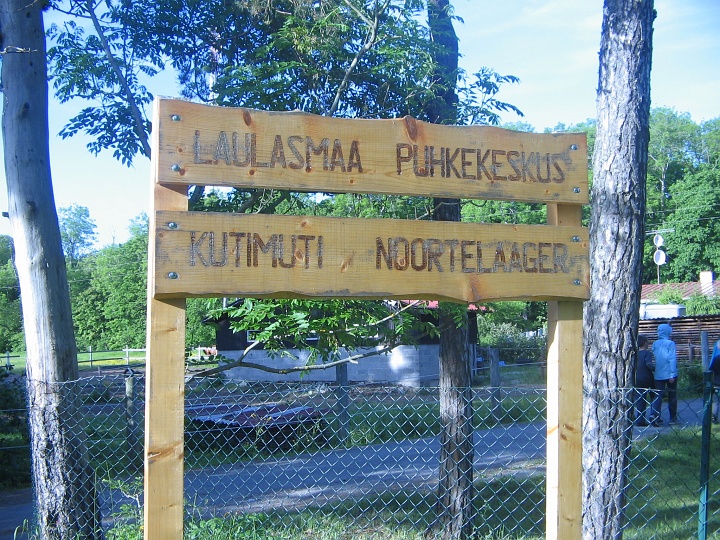 LAULASMAA PUHKEKESKUS
KUTIMUTI NOORTELAAGER